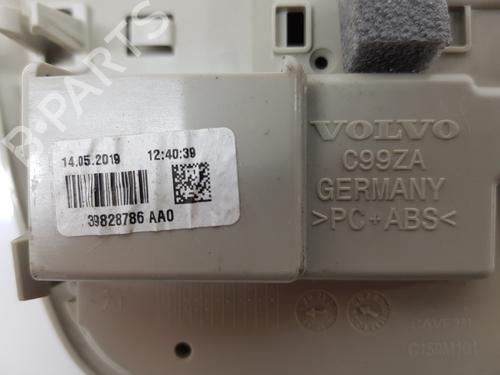 B-PARTS
14.05.2019 12:40:39
39828786 AA0
VOLVO
C99ZA
GERMANY
>PC+ABS<